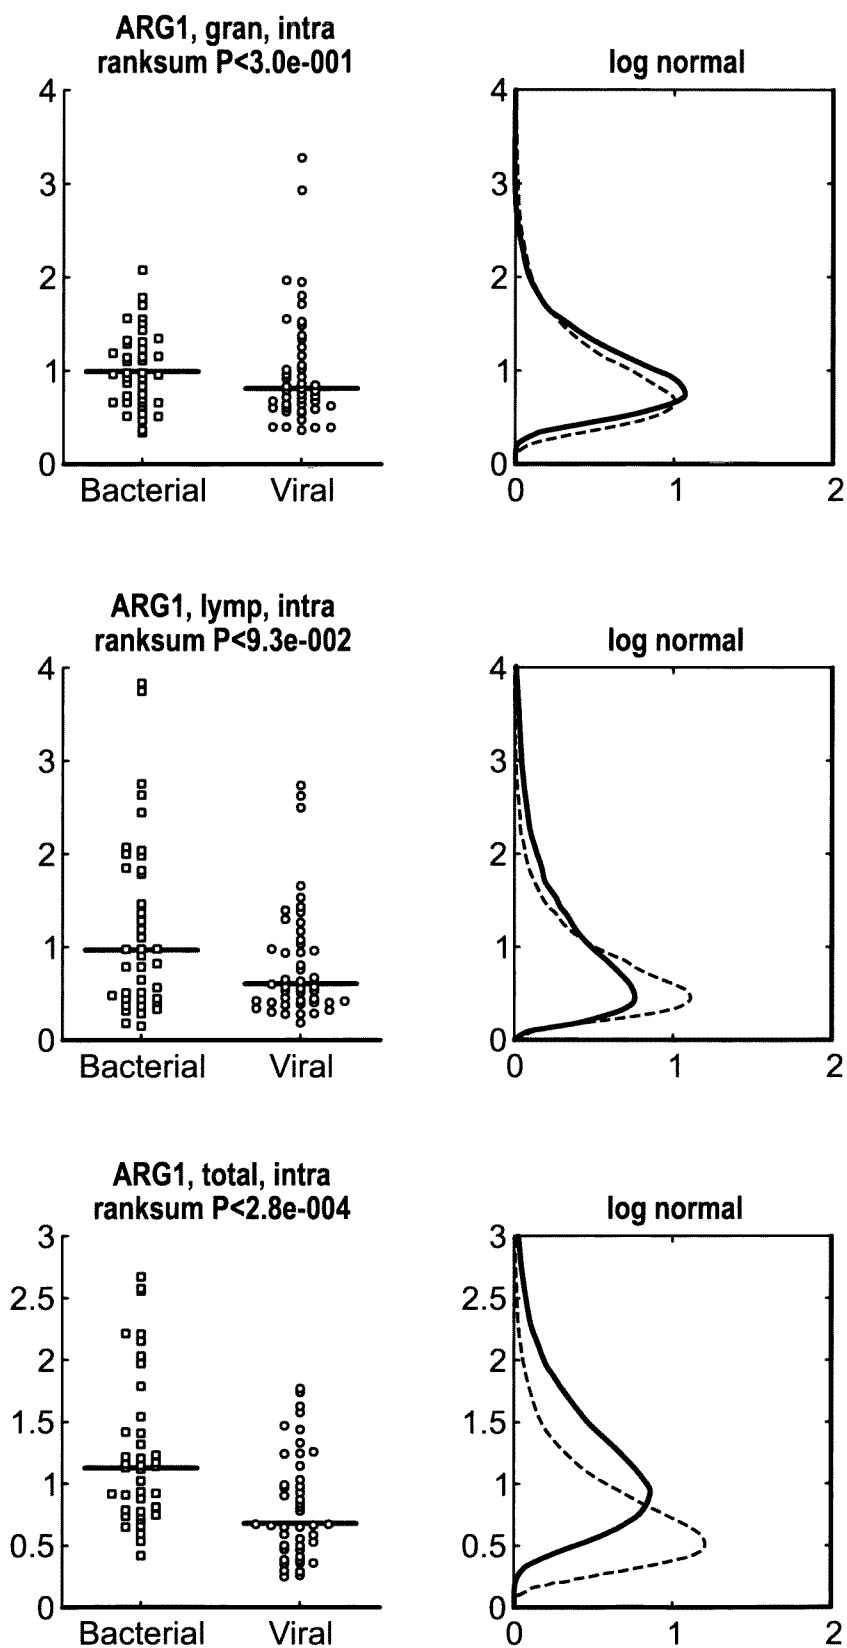 ARG1, gran, intra
ranksum P<3.0e-001
log normal
4
3
2
1
0
Bacterial
Viral
4
3
2
1
0
0
1
2
ARG1, lymp, intra
ranksum P<9.3e-002
log normal
4
3
2
1
0
Bacterial
Viral
4
3
2
1
0
0
1
2
ARG1, total, intra
ranksum P<2.8e-004
log normal
3
2.5
2
1.5
1
0.5
0
Bacterial
Viral
3
2.5
2
1.5
1
0.5
0
0
1
2